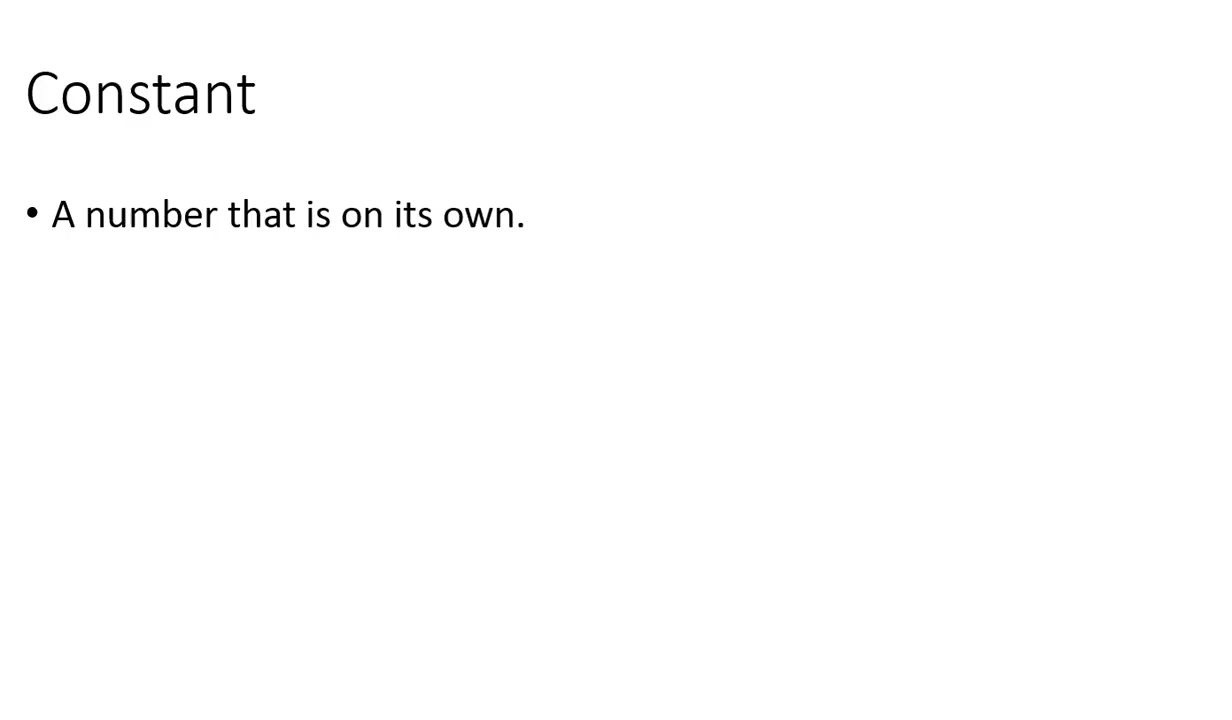 Constant
• A number that is on its own.